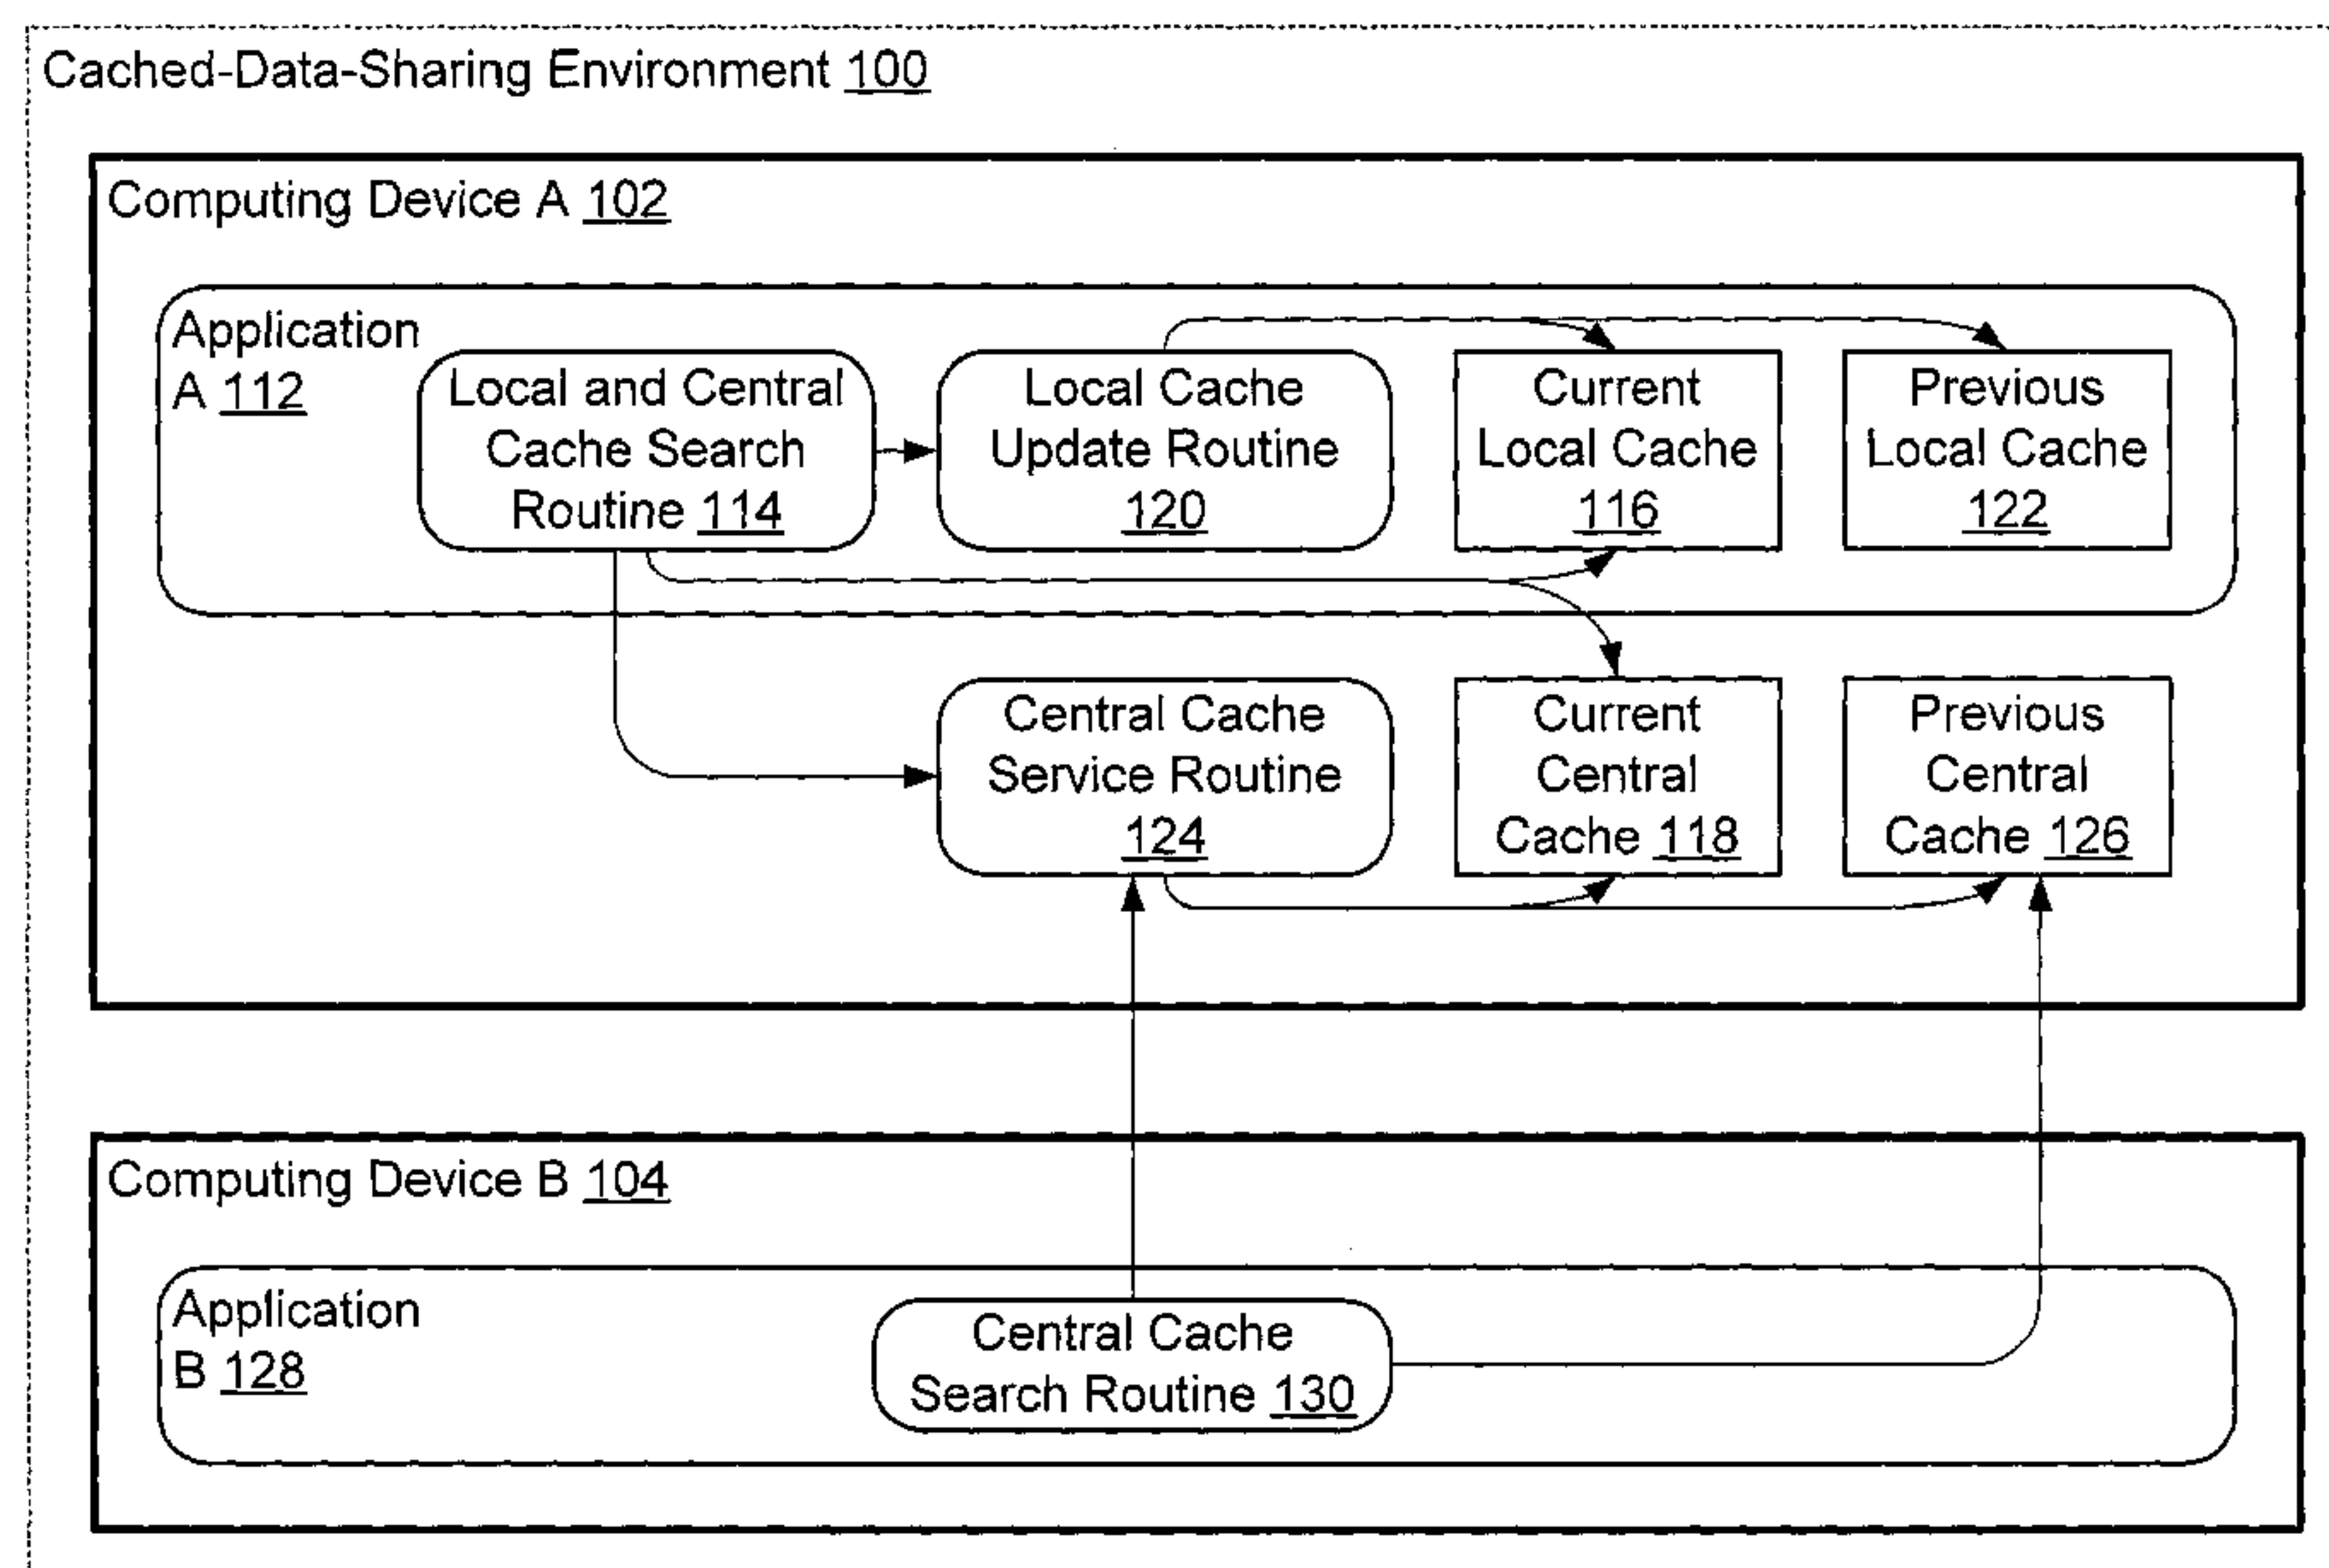 Cached-Data-Sharing Environment 100
Computing Device A 102
Application
A 112
Local and Central
Cache Search
Routine 114
Local Cache
Update Routine
120
Current
Local Cache
116
Previous
Local Cache
122
Central Cache
Service Routine
124
Current
Central
Cache 118
Previous
Central
Cache 126
Computing Device B 104
Application
B 128
Central Cache
Search Routine 130